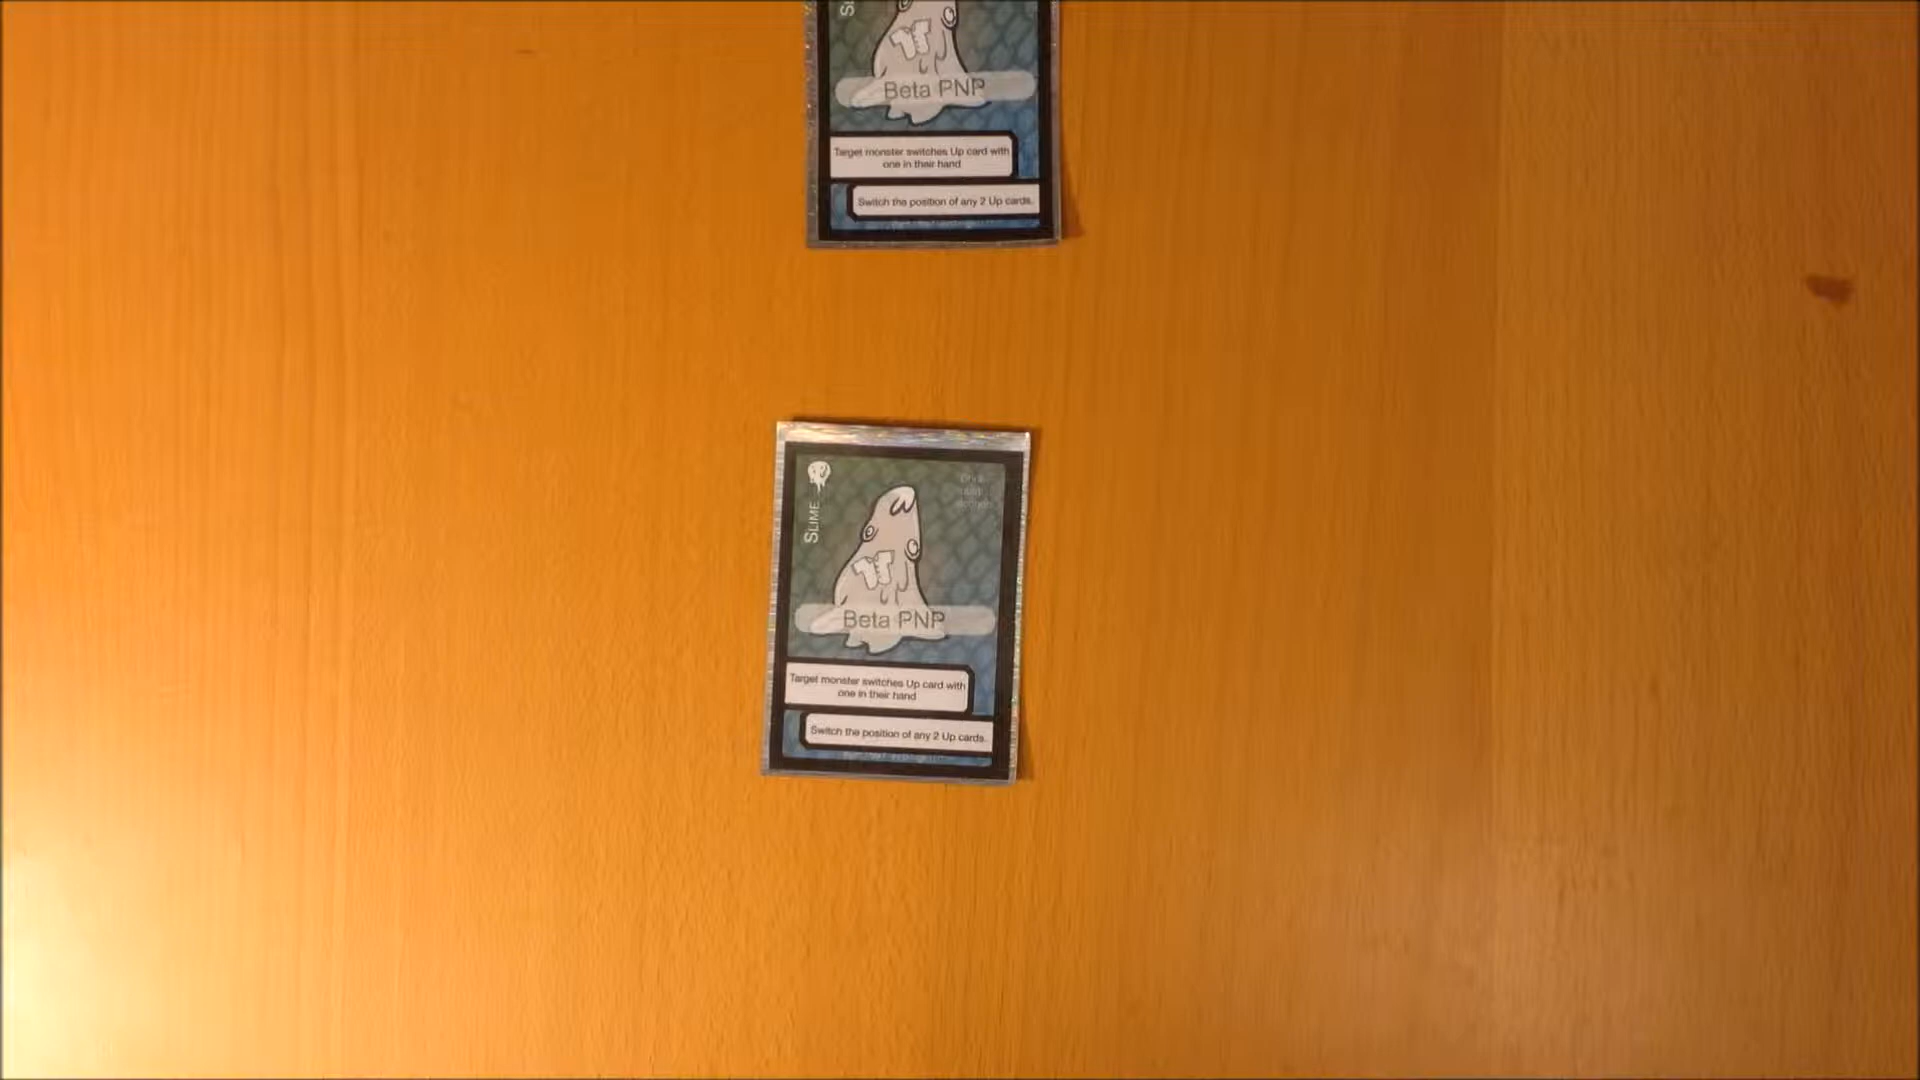 Beta PNP
Target monster switches Up card with
one in their hand
Switch the position of any 2 Up cards.
SLIME
Beta PNP
Target monster switches Up card with
one in their hand
Switch the position of any 2 Up cards.